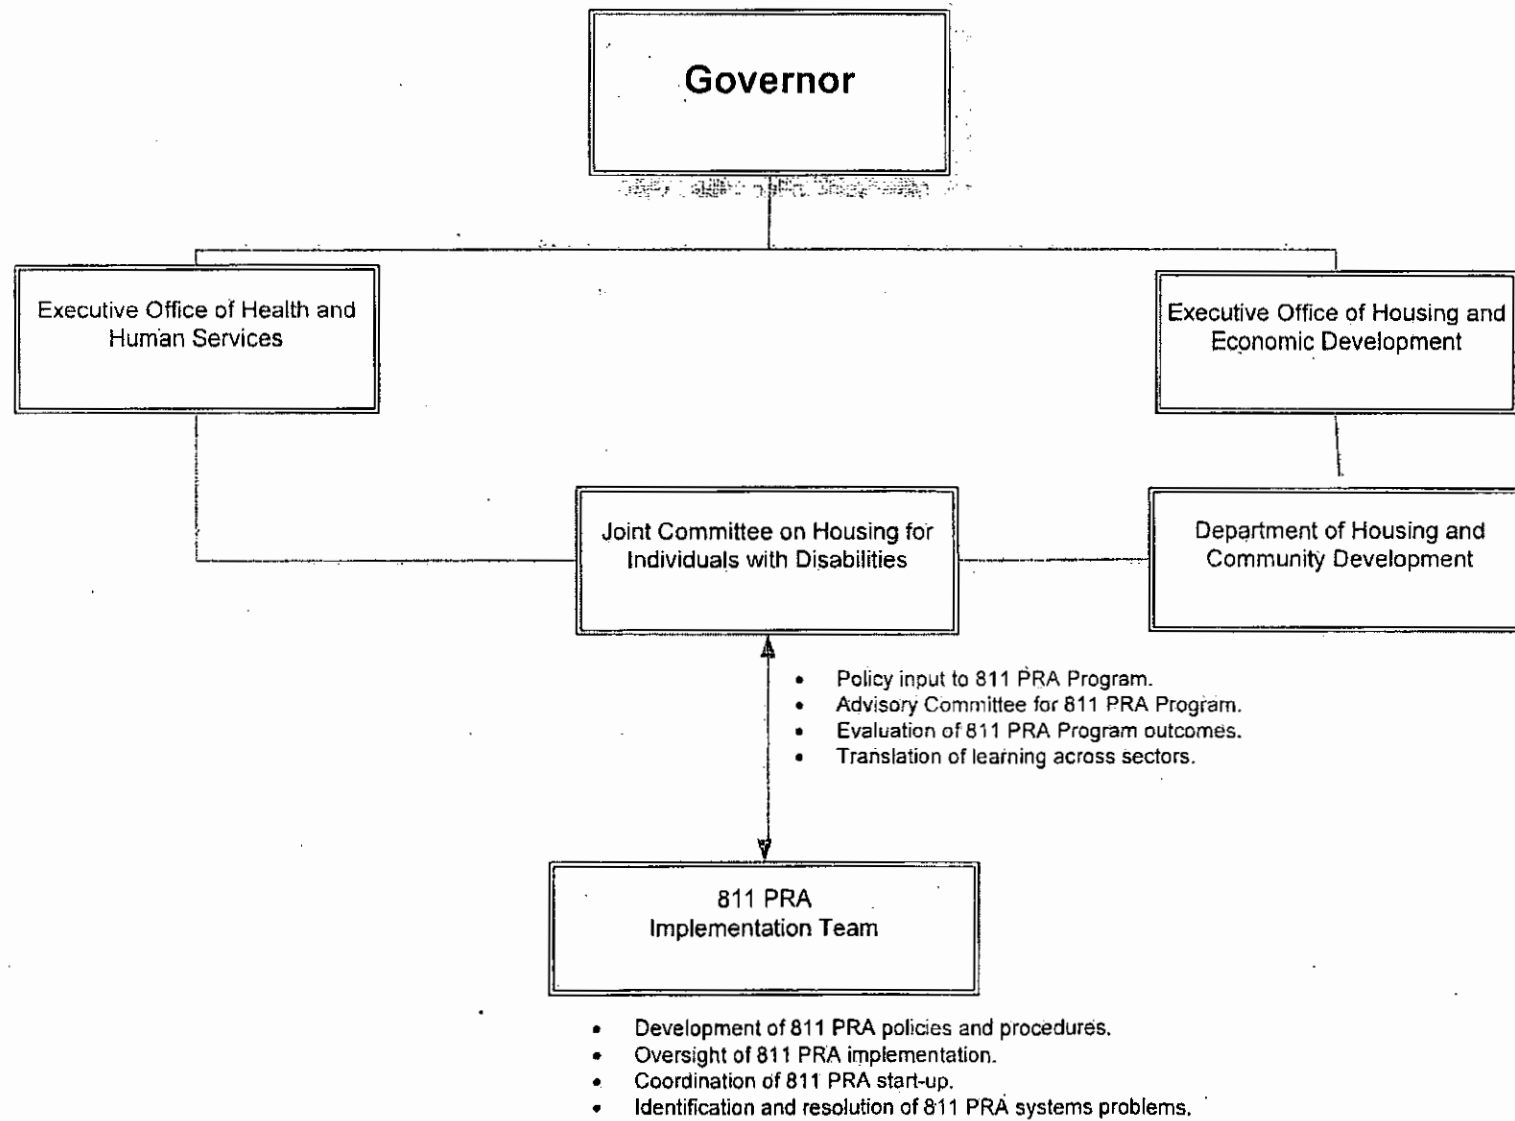 Governor
Executive Office of Health and
Human Services
Executive Office of Housing and
Economic Development
Joint Committee on Housing for
Individuals with Disabilities
Department of Housing and
Community Development
• Policy input to 811 PRA Program.
• Advisory Committee for 811 PRA Program.
• Evaluation of 811 PRA Program outcomes.
• Translation of learning across sectors.
811 PRA
Implementation Team
• Development of 811 PRA policies and procedures.
• Oversight of 811 PRA implementation.
• Coordination of 811 PRA start-up.
• Identification and resolution of 811 PRA systems problems.